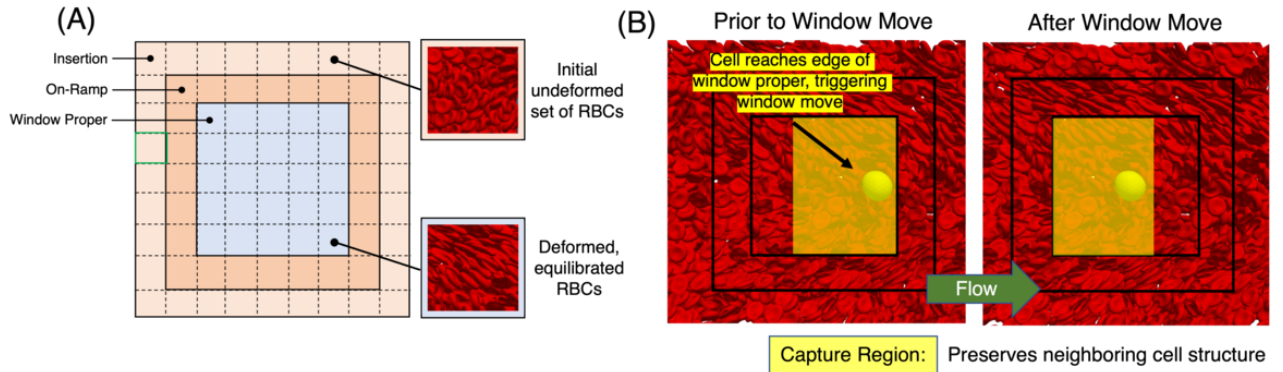 (A)
Insertion
On-Ramp
Window Proper
Initial
undeformed
set of RBCs
Deformed,
equilibrated
RBCs
(B)
Prior to Window Move
After Window Move
Cell reaches edge of
window proper, triggering
window move
Flow
Capture Region: Preserves neighboring cell structure